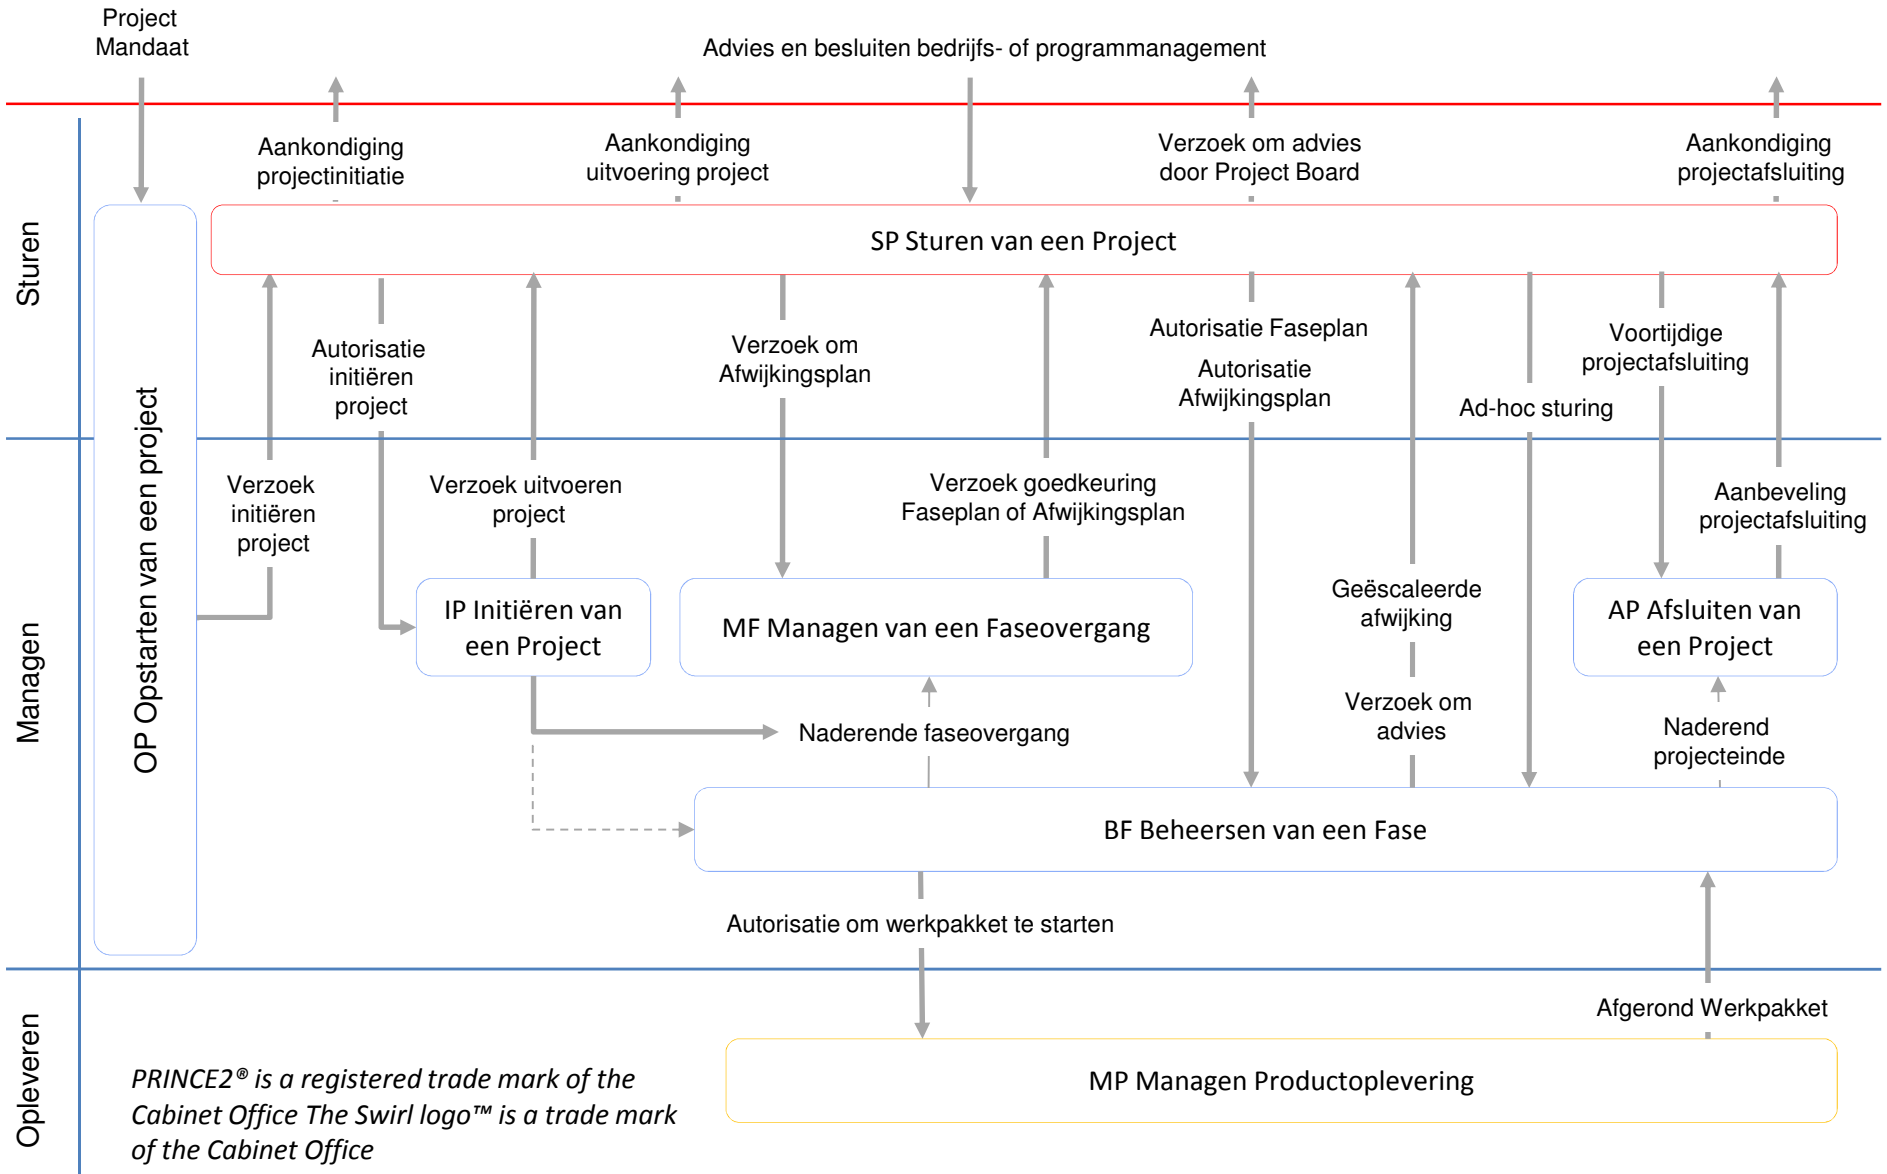 Project
Mandaat
Advies en besluiten bedrijfs- of programmanagement
Aankondiging
projectinitiatie
Aankondiging
uitvoering project
Verzoek om advies
door Project Board
Aankondiging
projectafsluiting
Sturen
SP Sturen van een Project
OP Opstarten van een project
Autorisatie
initiëren
project
Verzoek om
Afwijkingsplan
Autorisatie Faseplan
Autorisatie
Afwijkingsplan
Ad-hoc sturing
Voortijdige
projectafsluiting
Managen
Verzoek
initiëren
project
Verzoek uitvoeren
project
Verzoek goedkeuring
Faseplan of Afwijkingsplan
Aanbeveling
projectafsluiting
IP Initiëren van
een Project
MF Managen van een Faseovergang
Geëscaleerde
afwijking
AP Afsluiten van
een Project
Naderende faseovergang
Verzoek om
advies
Naderend
projecteinde
BF Beheersen van een Fase
Autorisatie om werkpakket te starten
Opleveren
Afgerond Werkpakket
MP Managen Productoplevering
PRINCE2® is a registered trade mark of the
Cabinet Office The Swirl logo™ is a trade mark
of the Cabinet Office